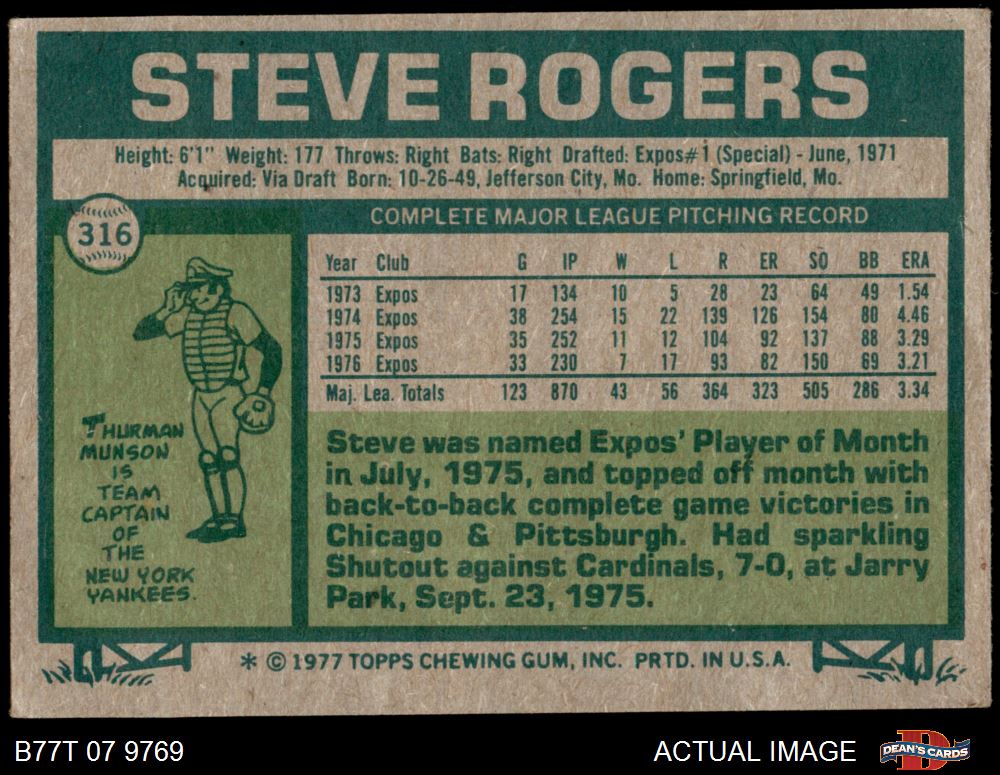 STEVE ROGERS
Height: 6'1" Weight: 177 Throws: Right Bats: Right Drafted: Expos#1 (Special) - June, 1971
Acquired: Via Draft Born: 10-26-49, Jefferson City, Mo. Home: Springfield, Mo.
316
COMPLETE MAJOR LEAGUE PITCHING RECORD
Year Club G IP W L R ER SO BB ERA
1973 Expos 17 134 10 5 28 23 64 49 1.54
1974 Expos 38 254 15 22 139 126 154 80 4.46
1975 Expos 35 252 11 12 104 92 137 88 3.29
1976 Expos 33 230 7 17 93 82 150 69 3.21
Maj. Lea. Totals 123 870 43 56 364 323 505 286 3.34
THURMAN
MUNSON
IS
TEAM
CAPTAIN
OF
THE
NEW YORK
YANKEES.
Steve was named Expos' Player of Month
in July, 1975, and topped off month with
back-to-back complete game victories in
Chicago & Pittsburgh. Had sparkling
Shutout against Cardinals, 7-0, at Jarry
Park, Sept. 23, 1975.
* © 1977 TOPPS CHEWING GUM, INC. PRTD. IN U.S.A.
B77T 07 9769
ACTUAL IMAGE
D
DEAN'S CARDS